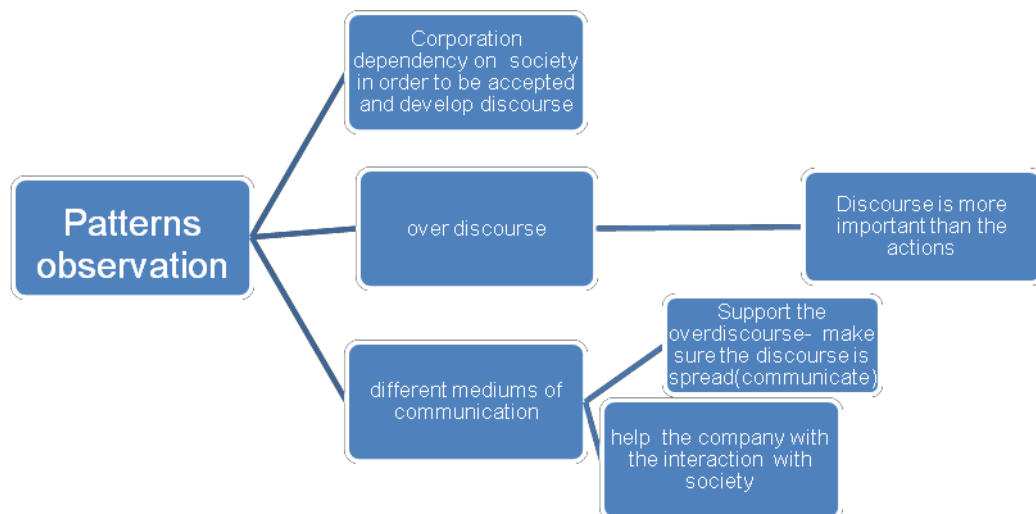 Corporation
dependency on society
in order to be accepted
and develop discourse
Patterns
observation
over discourse
Discourse is more
important than the
actions
different mediums of
communication
Support the
overdiscourse- make
sure the discourse is
spread(communicate)
help the company with
the interaction with
society